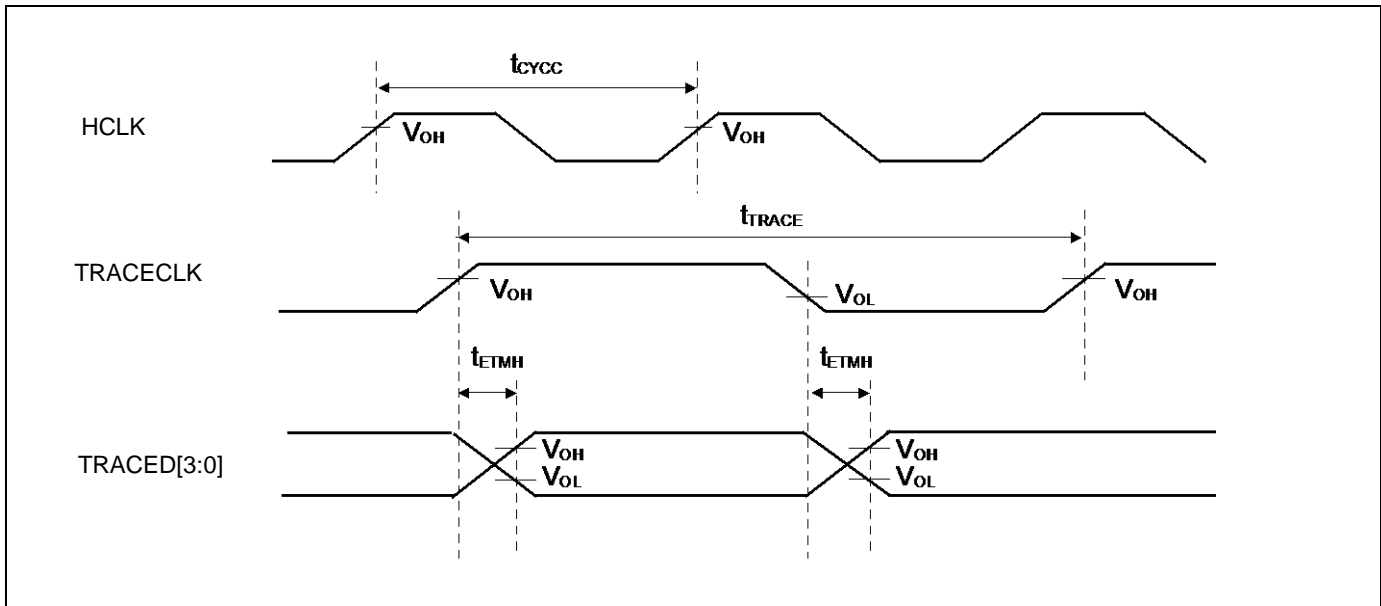 tCYCC
HCLK
VOH
VOH
tTRACE
TRACECLK
VOH
VOL
VOH
tETMH
tETMH
TRACED[3:0]
VOH
VOH
VOL
VOL